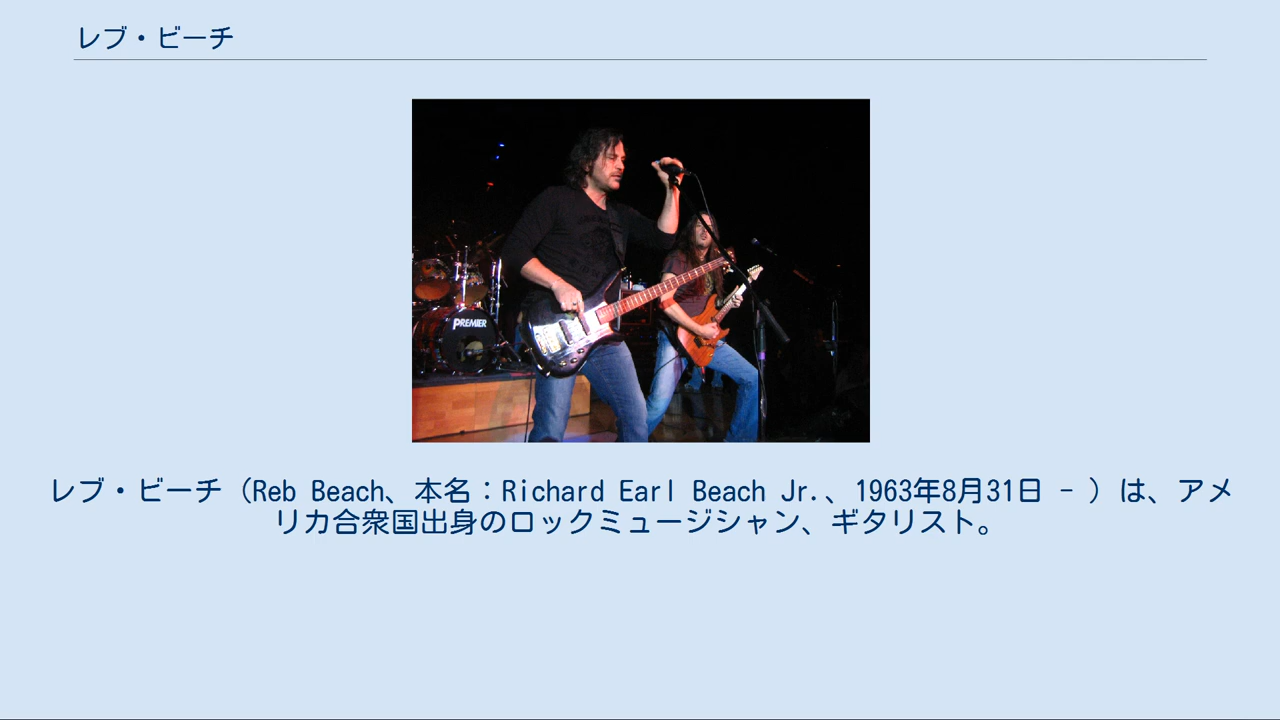 レブ・ビーチ
PREMIER
レブ・ビーチ（Reb Beach、本名：Richard Earl Beach Jr.、1963年8月31日 - ）は、アメ
リカ合衆国出身のロックミュージシャン、ギタリスト。